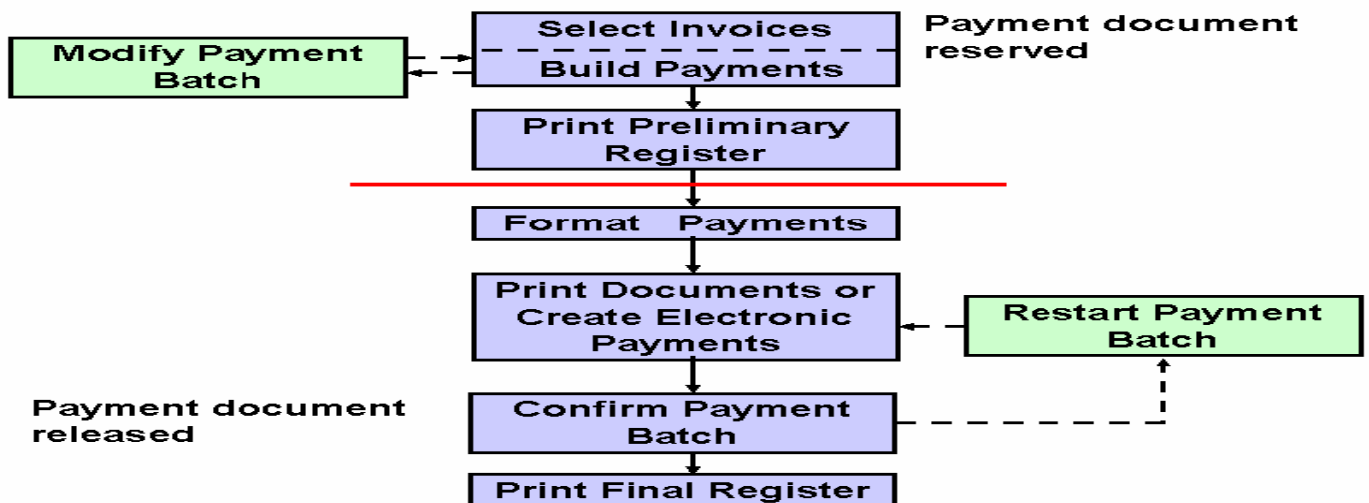 Select Invoices
Build Payments
Payment document
reserved
Modify Payment
Batch
Print Preliminary
Register
Format Payments
Print Documents or
Create Electronic
Payments
Restart Payment
Batch
Payment document
released
Confirm Payment
Batch
Print Final Register